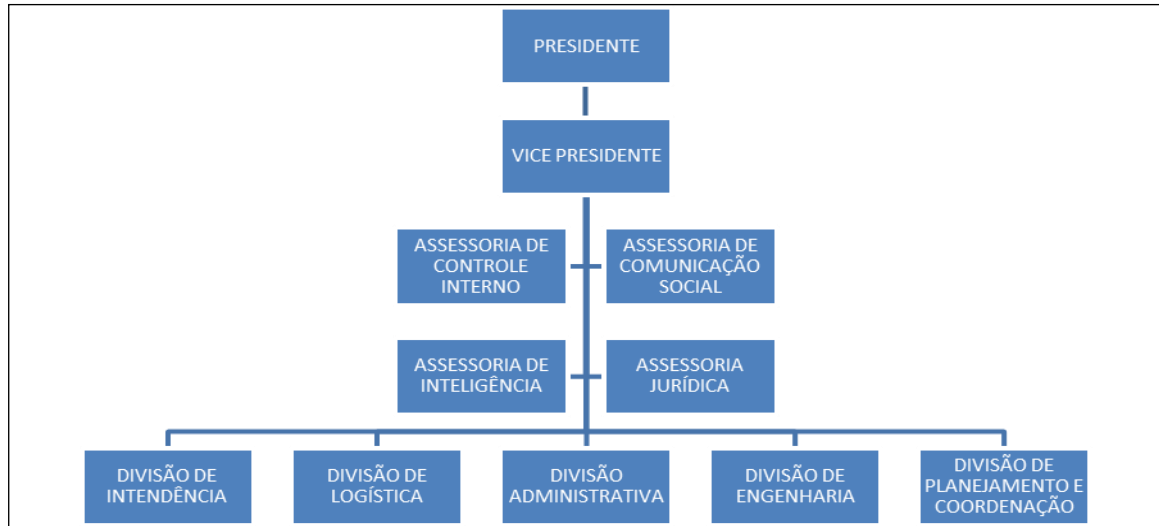 PRESIDENTE
VICE PRESIDENTE
ASSESSORIA DE
CONTROLE
INTERNO
ASSESSORIA DE
COMUNICAÇÃO
SOCIAL
ASSESSORIA DE
INTELIGÊNCIA
ASSESSORIA
JURÍDICA
DIVISÃO DE
INTENDÊNCIA
DIVISÃO DE
LOGÍSTICA
DIVISÃO
ADMINISTRATIVA
DIVISÃO DE
ENGENHARIA
DIVISÃO DE
PLANEJAMENTO E
COORDENAÇÃO